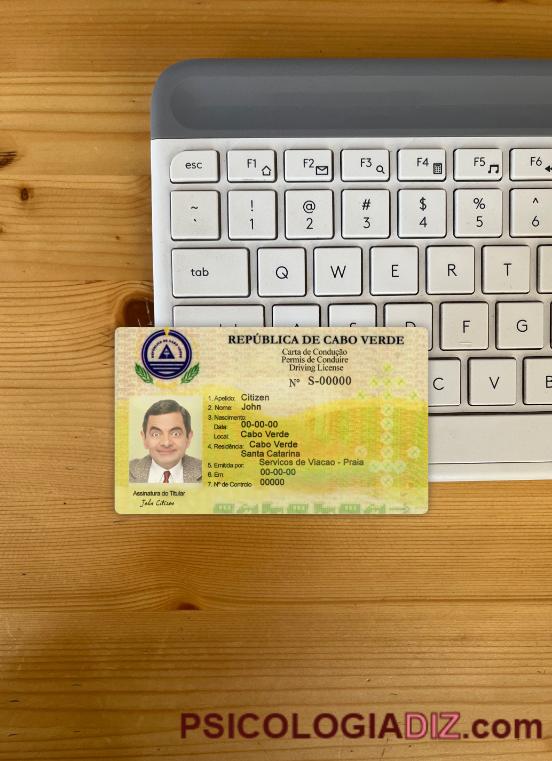 esc
F1
F2
F3
F4
F5
F6
~
`
!
1
@
2
#
3
$
4
%
5
^
6
tab
Q
W
E
R
T
A
S
D
F
G
C
V
B
REPÚBLICA DE CABO VERDE
Carta de Condução
Permis de Conduire
Driving License
Nº S-00000
1. Apelido: Citizen
2. Nome: John
3. Nascimento:
Data: 00-00-00
Local: Cabo Verde
4. Residência: Cabo Verde
Santa Catarina
5. Emitida por: Servicos de Viacao - Praia
6. Em: 00-00-00
7. Nº de Controlo 00000
Assinatura do Titular
John Citizen
PSICOLOGIADIZ.com